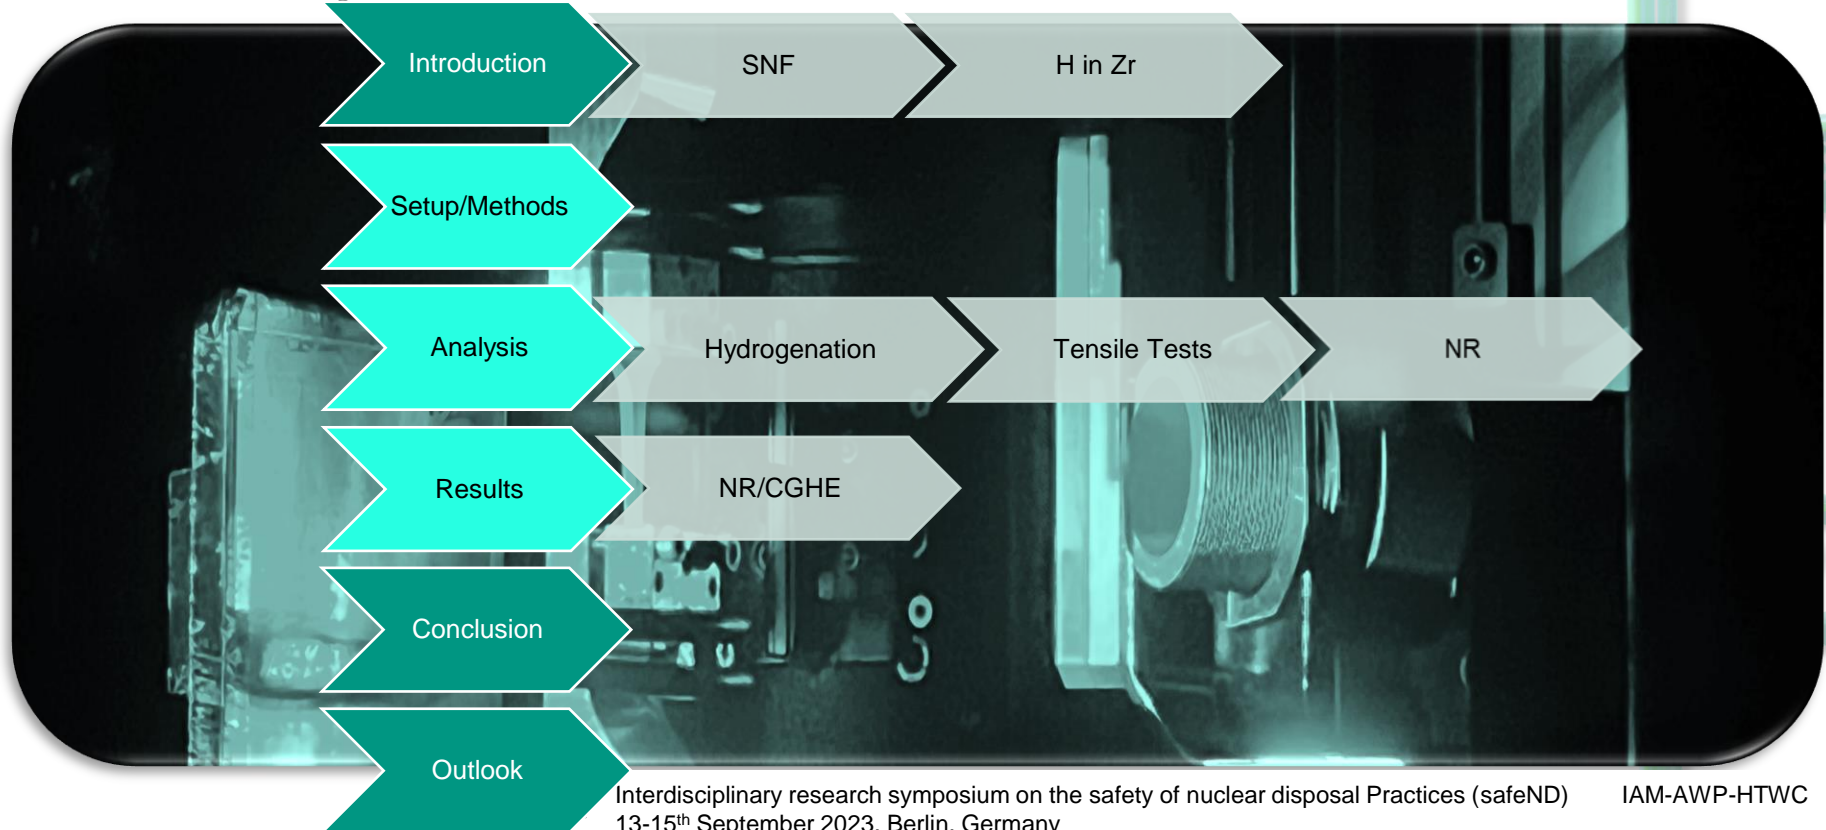 Introduction
SNF
H in Zr
Setup/Methods
Analysis
Hydrogenation
Tensile Tests
NR
Results
NR/CGHE
Conclusion
Outlook
Interdisciplinary research symposium on the safety of nuclear disposal Practices (safeND)
IAM-AWP-HTWC
13-15th September 2023, Berlin, Germany